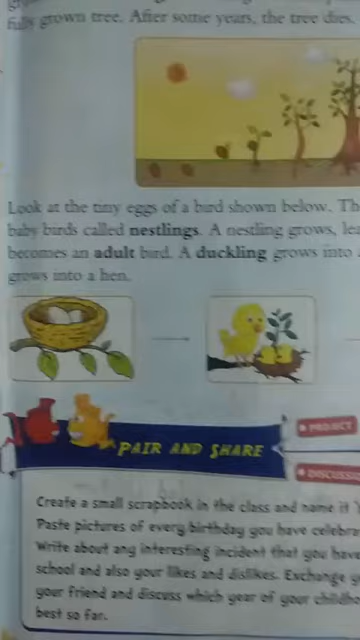 fully grown tree. After some years, the tree dies.
Look at the tiny eggs of a bird shown below. Th
baby birds called nestlings. A nestling grows, lea
becomes an adult bird. A duckling grows into
grows into a hen.
PAIR AND SHARE
PROJECT
DISCUSSI
Create a small scrapbook in the class and name it
Paste pictures of every birthday you have celebra
Write about any interesting incident that you have
school and also your likes and dislikes. Exchange y
your friend and discuss which year of your childho
best so far.